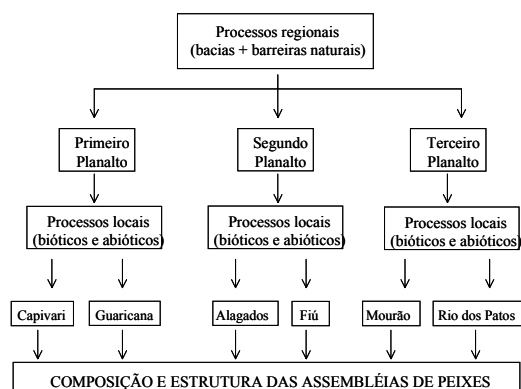 Processos regionais
(bacias + barreiras naturais)
Primeiro
Planalto
Segundo
Planalto
Terceiro
Planalto
Processos locais
(bióticos e abióticos)
Processos locais
(bióticos e abióticos)
Processos locais
(bióticos e abióticos)
Capivari
Guaricana
Alagados
Fiú
Mourão
Rio dos Patos
COMPOSIÇÃO E ESTRUTURA DAS ASSEMBLÉIAS DE PEIXES